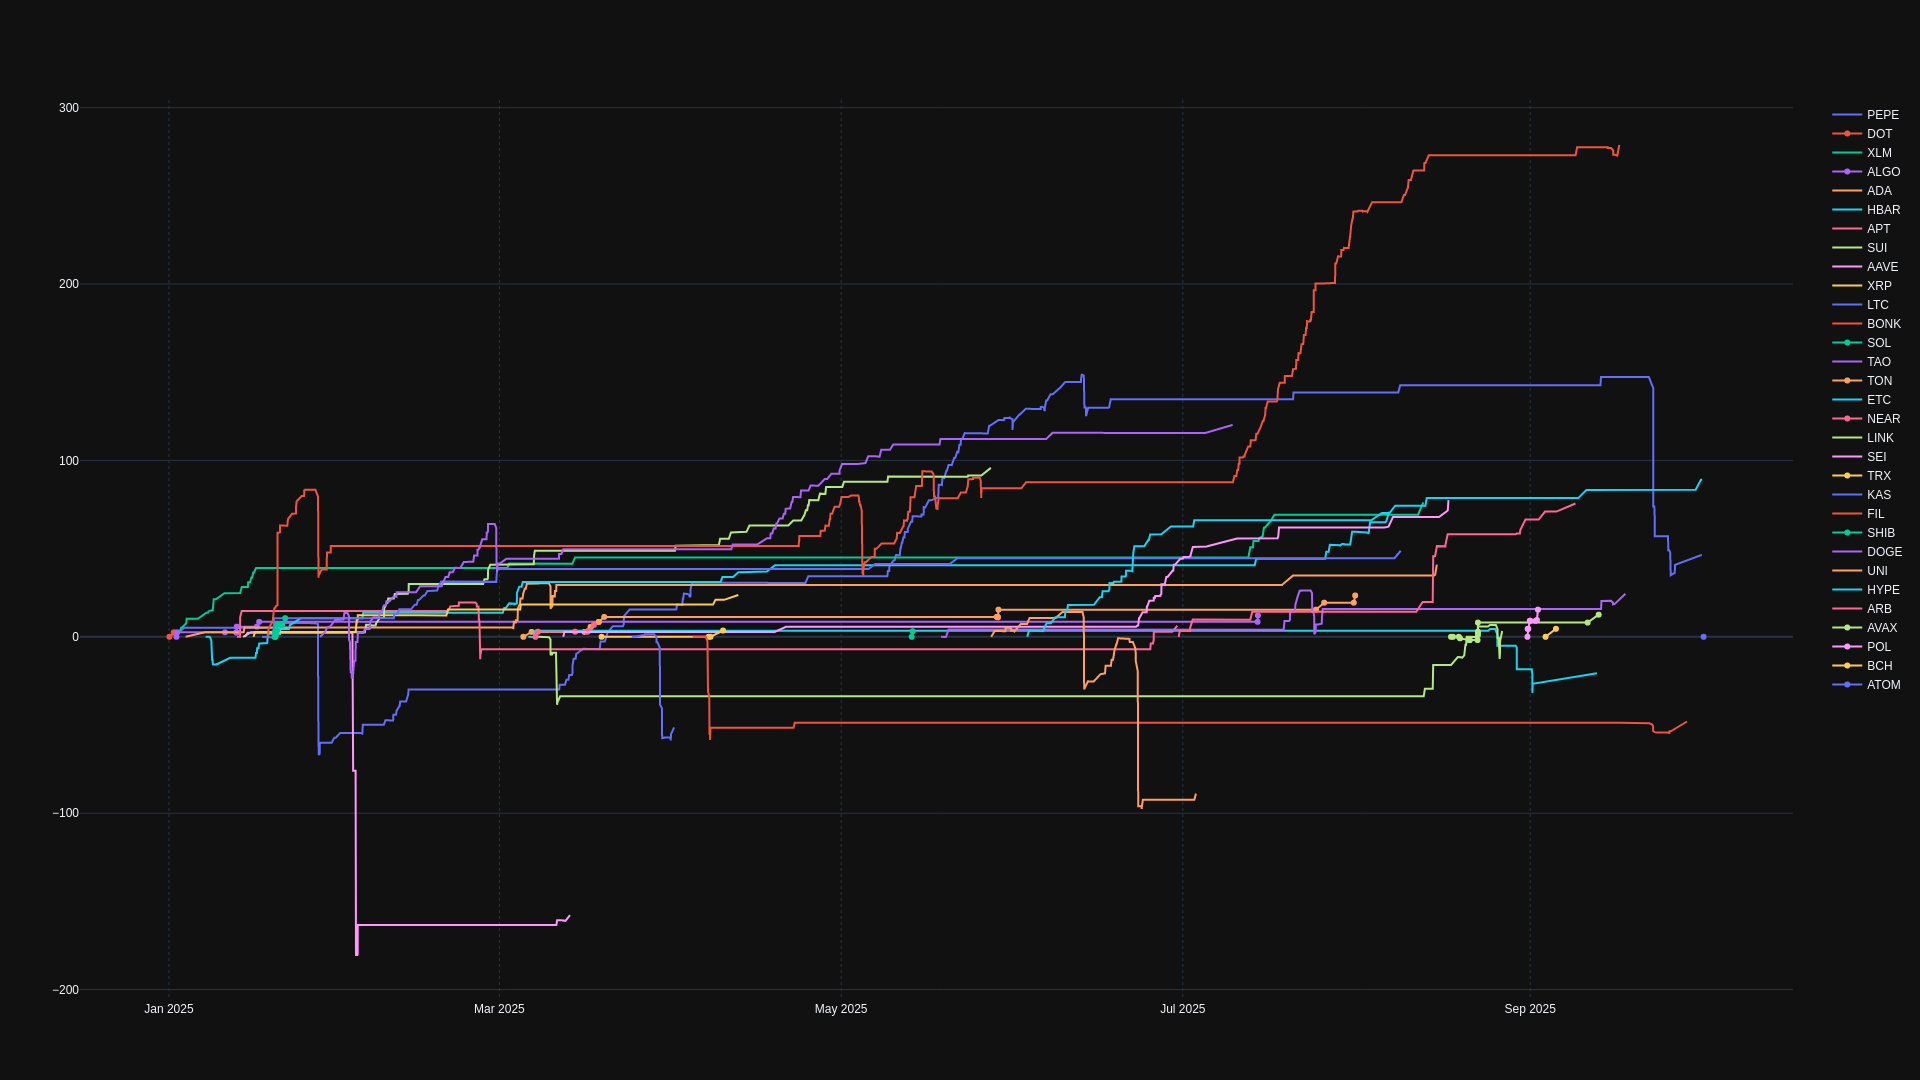 300
200
100
0
−100
−200
Jan 2025
Mar 2025
May 2025
Jul 2025
Sep 2025
PEPE
DOT
XLM
ALGO
ADA
HBAR
APT
SUI
AAVE
XRP
LTC
BONK
SOL
TAO
TON
ETC
NEAR
LINK
SEI
TRX
KAS
FIL
SHIB
DOGE
UNI
HYPE
ARB
AVAX
POL
BCH
ATOM